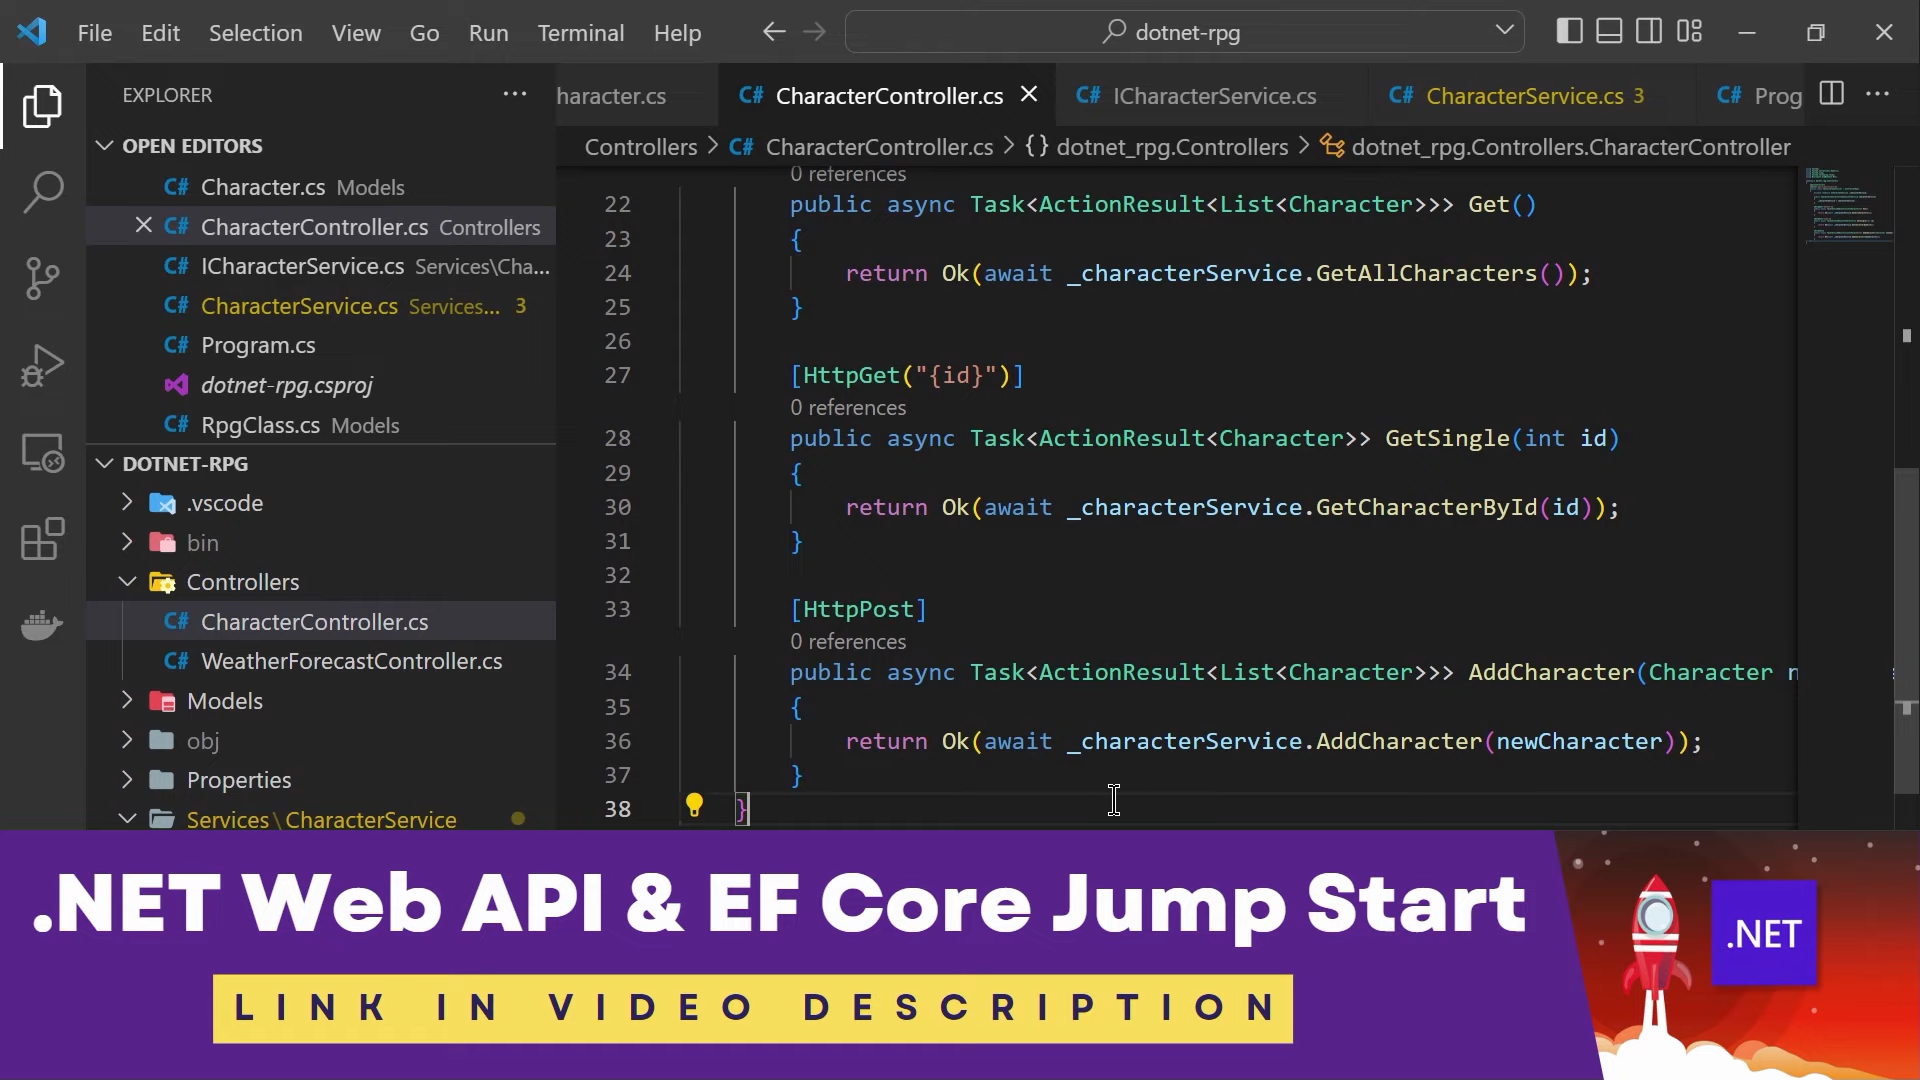 File Edit Selection View Go Run Terminal Help dotnet-rpg
EXPLORER
OPEN EDITORS
C# Character.cs Models
C# CharacterController.cs Controllers
C# ICharacterService.cs Services\Cha...
C# CharacterService.cs Services... 3
C# Program.cs
dotnet-rpg.csproj
C# RpgClass.cs Models
DOTNET-RPG
.vscode
bin
Controllers
C# CharacterController.cs
C# WeatherForecastController.cs
Models
obj
Properties
Services\CharacterService
haracter.cs C# CharacterController.cs C# ICharacterService.cs C# CharacterService.cs 3 C# Prog
Controllers > C# CharacterController.cs > {} dotnet_rpg.Controllers > dotnet_rpg.Controllers.CharacterController
0 references
22 public async Task<ActionResult<List<Character>>> Get()
23 {
24 return Ok(await _characterService.GetAllCharacters());
25 }
26
27 [HttpGet("{id}")]
0 references
28 public async Task<ActionResult<Character>> GetSingle(int id)
29 {
30 return Ok(await _characterService.GetCharacterById(id));
31 }
32
33 [HttpPost]
0 references
34 public async Task<ActionResult<List<Character>>> AddCharacter(Character n
35 {
36 return Ok(await _characterService.AddCharacter(newCharacter));
37 }
38 }
.NET Web API & EF Core Jump Start
LINK IN VIDEO DESCRIPTION
.NET